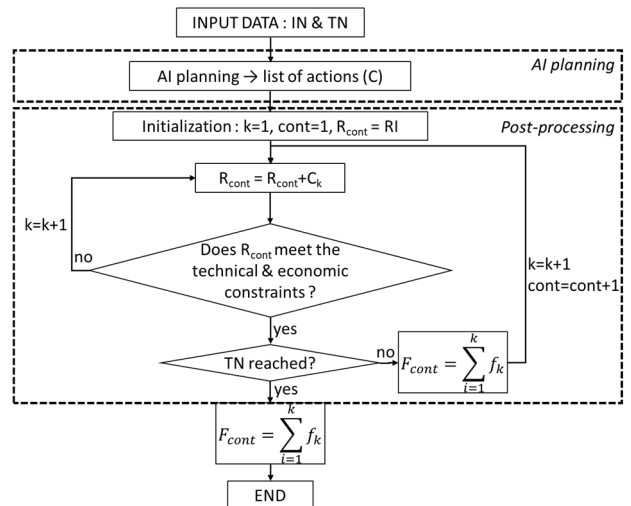 INPUT DATA : IN & TN
AI planning
AI planning → list of actions (C)
Initialization : k=1, cont=1, R_cont = RI
Post-processing
R_cont = R_cont+C_k
k=k+1
no
Does R_cont meet the
technical & economic
constraints ?
k=k+1
cont=cont+1
yes
TN reached?
no
F_cont = \sum_{i=1}^{k} f_k
yes
F_cont = \sum_{i=1}^{k} f_k
END